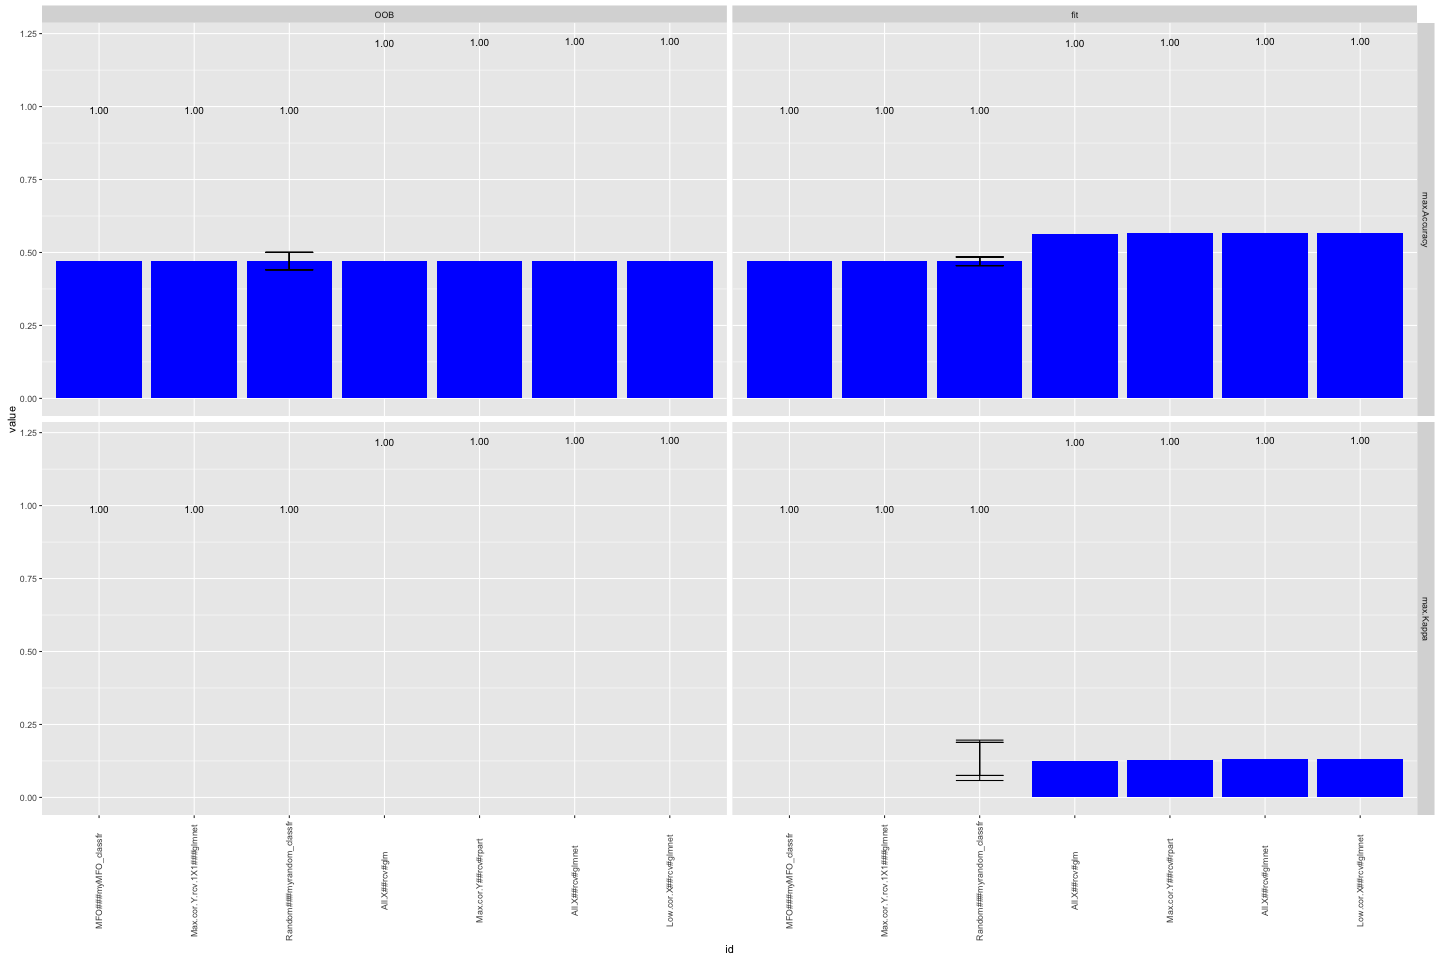 OOB
fit
1.25
1.00
0.75
0.50
0.25
0.00
1.00
1.00
1.00
1.00
1.00
1.00
1.00
1.00
1.00
1.00
1.00
1.00
1.00
1.00
max.Accuracy
value
1.25
1.00
0.75
0.50
0.25
0.00
1.00
1.00
1.00
1.00
1.00
1.00
1.00
1.00
1.00
1.00
1.00
1.00
1.00
1.00
max.Kappa
MFO###myMFO_classfr
Max.cor.Y.rcv.1X1###glmnet
Random###myrandom_classfr
All.X##rcv#glm
Max.cor.Y##rcv#rpart
All.X##rcv#glmnet
Low.cor.X##rcv#glmnet
MFO###myMFO_classfr
Max.cor.Y.rcv.1X1###glmnet
Random###myrandom_classfr
All.X##rcv#glm
Max.cor.Y##rcv#rpart
All.X##rcv#glmnet
Low.cor.X##rcv#glmnet
id